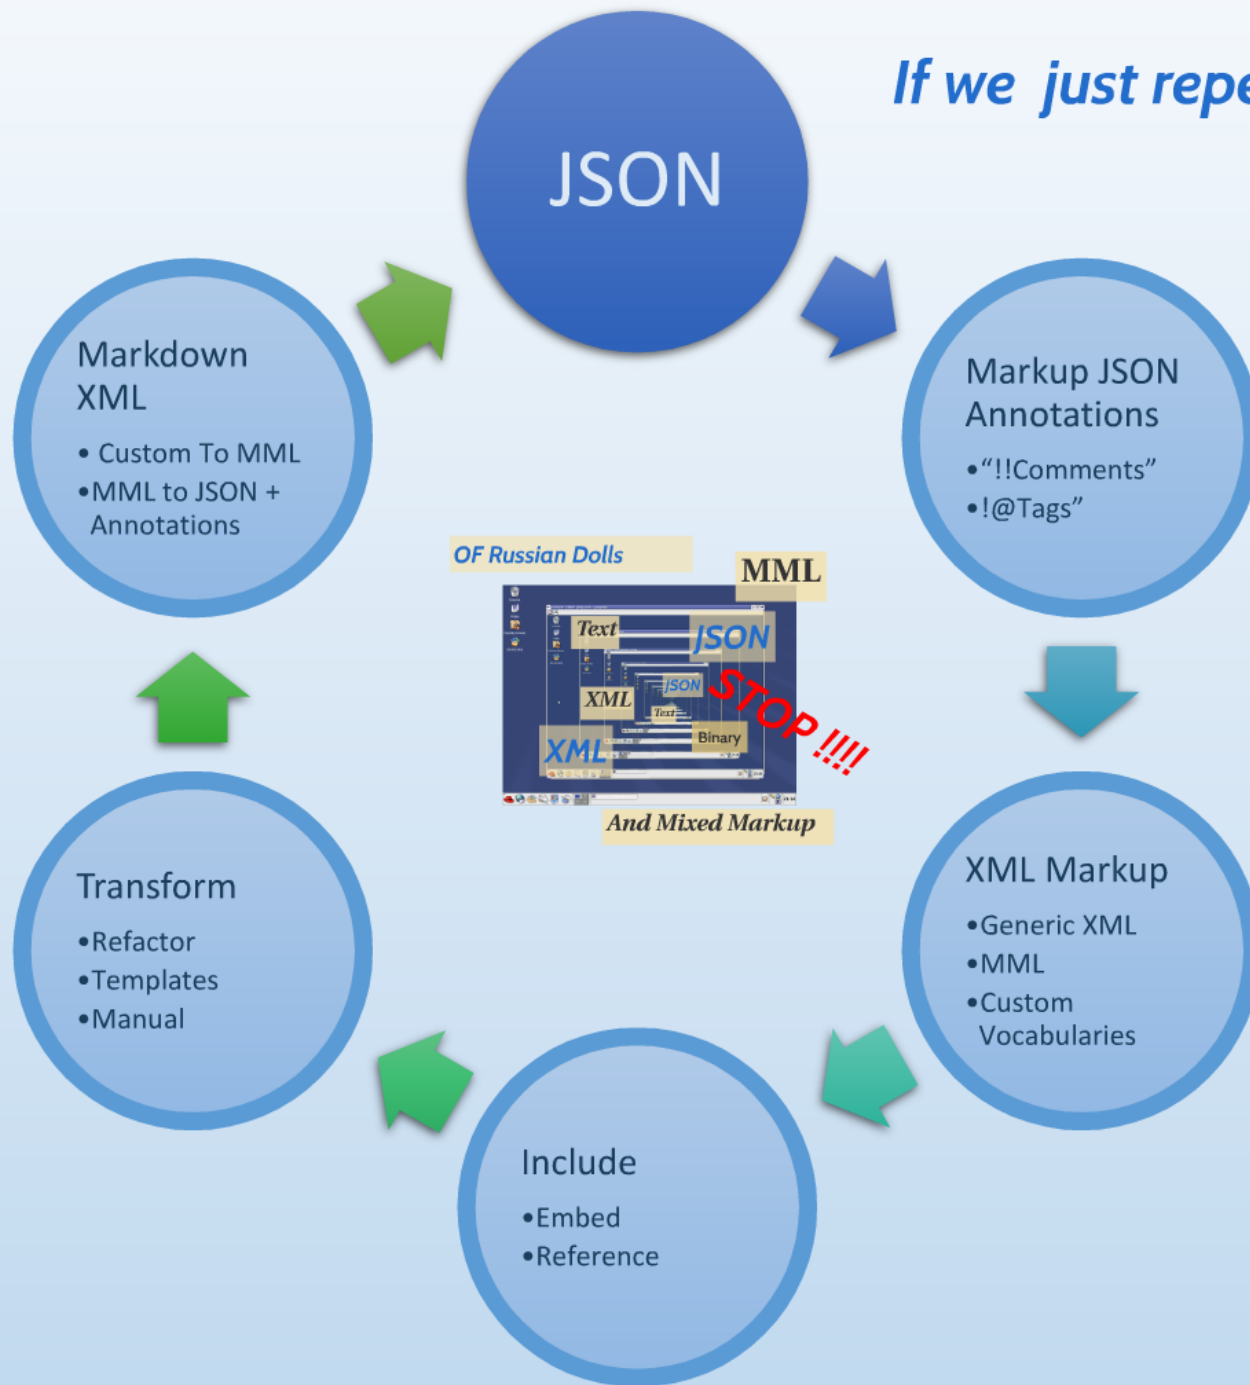 If we just repe
JSON
Markup JSON
Annotations
•“!!Comments”
•!@Tags”
XML Markup
•Generic XML
•MML
•Custom
Vocabularies
Include
•Embed
•Reference
Transform
•Refactor
•Templates
•Manual
Markdown
XML
• Custom To MML
•MML to JSON +
Annotations
OF Russian Dolls
MML
Text
JSON
JSON
STOP !!!!
XML
Text
Binary
XML
And Mixed Markup